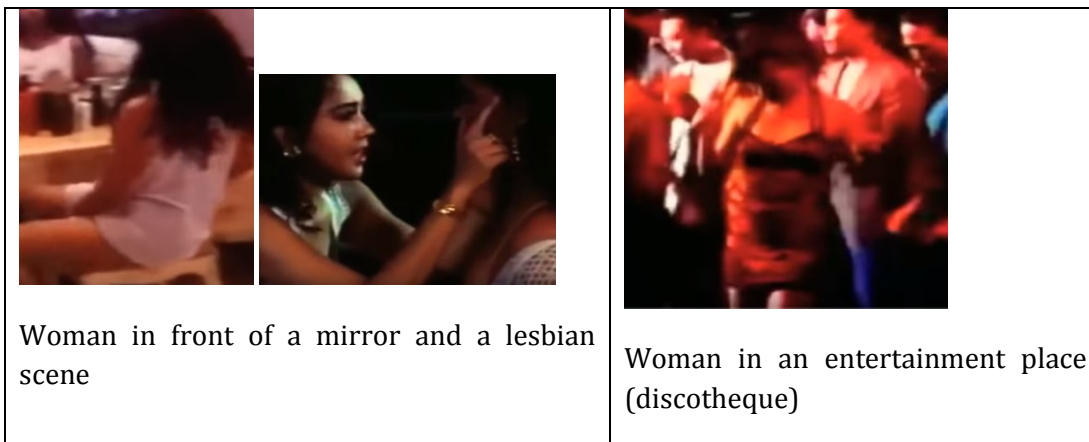 Woman in front of a mirror and a lesbian
scene
Woman in an entertainment place
(discotheque)